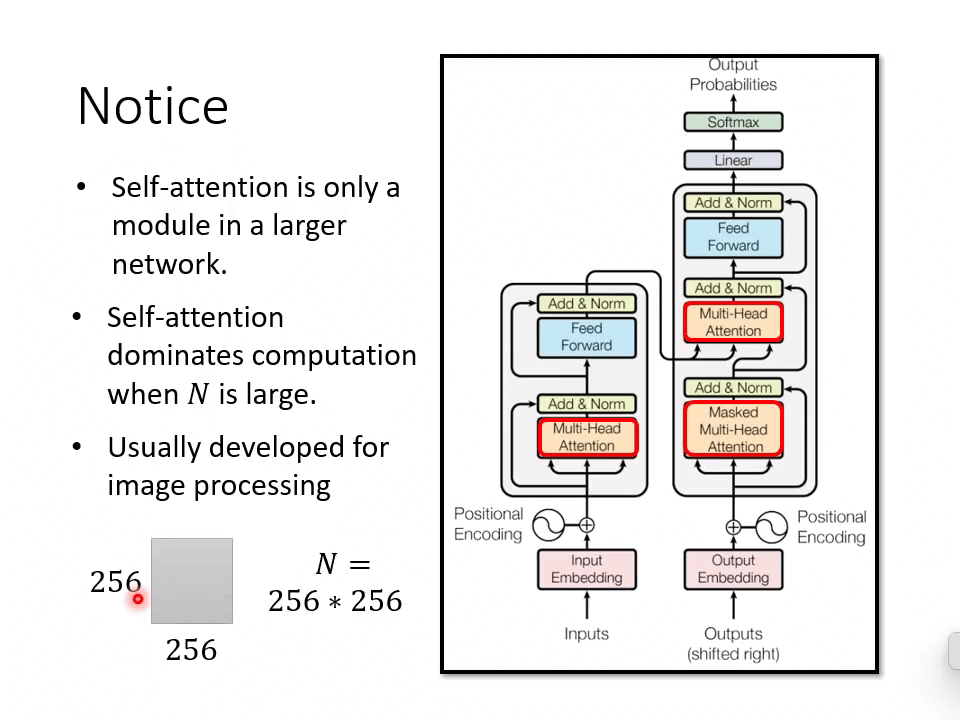 Notice
• Self-attention is only a
module in a larger
network.
• Self-attention
dominates computation
when N is large.
• Usually developed for
image processing
256
256
N =
256 ∗ 256
Output
Probabilities
Softmax
Linear
Add & Norm
Feed
Forward
Add & Norm
Multi-Head
Attention
Add & Norm
Masked
Multi-Head
Attention
Add & Norm
Feed
Forward
Add & Norm
Multi-Head
Attention
Positional
Encoding
Positional
Encoding
Input
Embedding
Output
Embedding
Inputs
Outputs
(shifted right)